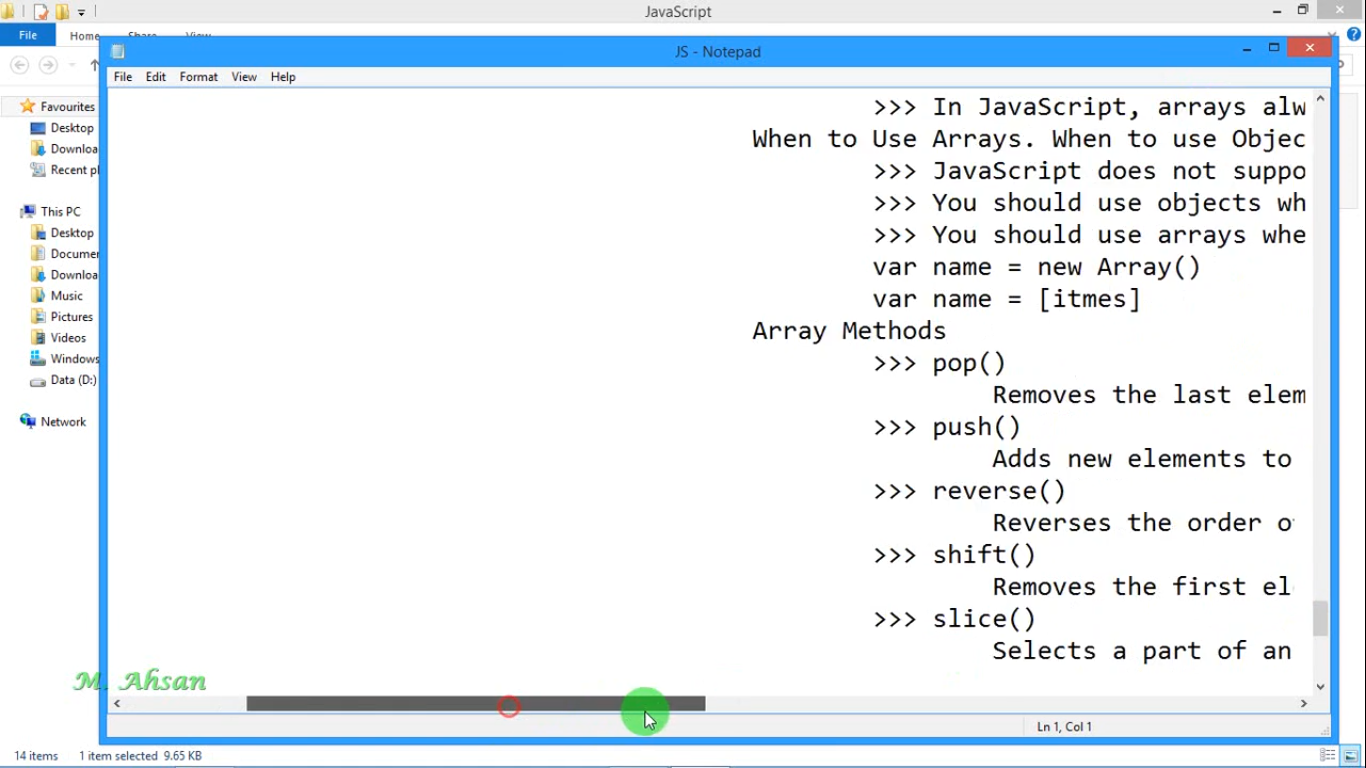 JavaScript
File
Home
Share
View
JS - Notepad
File Edit Format View Help
Favourites
Desktop
Downloa
Recent pl
This PC
Desktop
Documen
Downloa
Music
Pictures
Videos
Windows
Data (D:)
Network
>>> In JavaScript, arrays alw
When to Use Arrays. When to use Objec
>>> JavaScript does not suppo
>>> You should use objects wh
>>> You should use arrays whe
var name = new Array()
var name = [itmes]
Array Methods
>>> pop()
Removes the last elem
>>> push()
Adds new elements to
>>> reverse()
Reverses the order o
>>> shift()
Removes the first el
>>> slice()
Selects a part of an
M. Ahsan
Ln 1, Col 1
14 items 1 item selected 9.65 KB